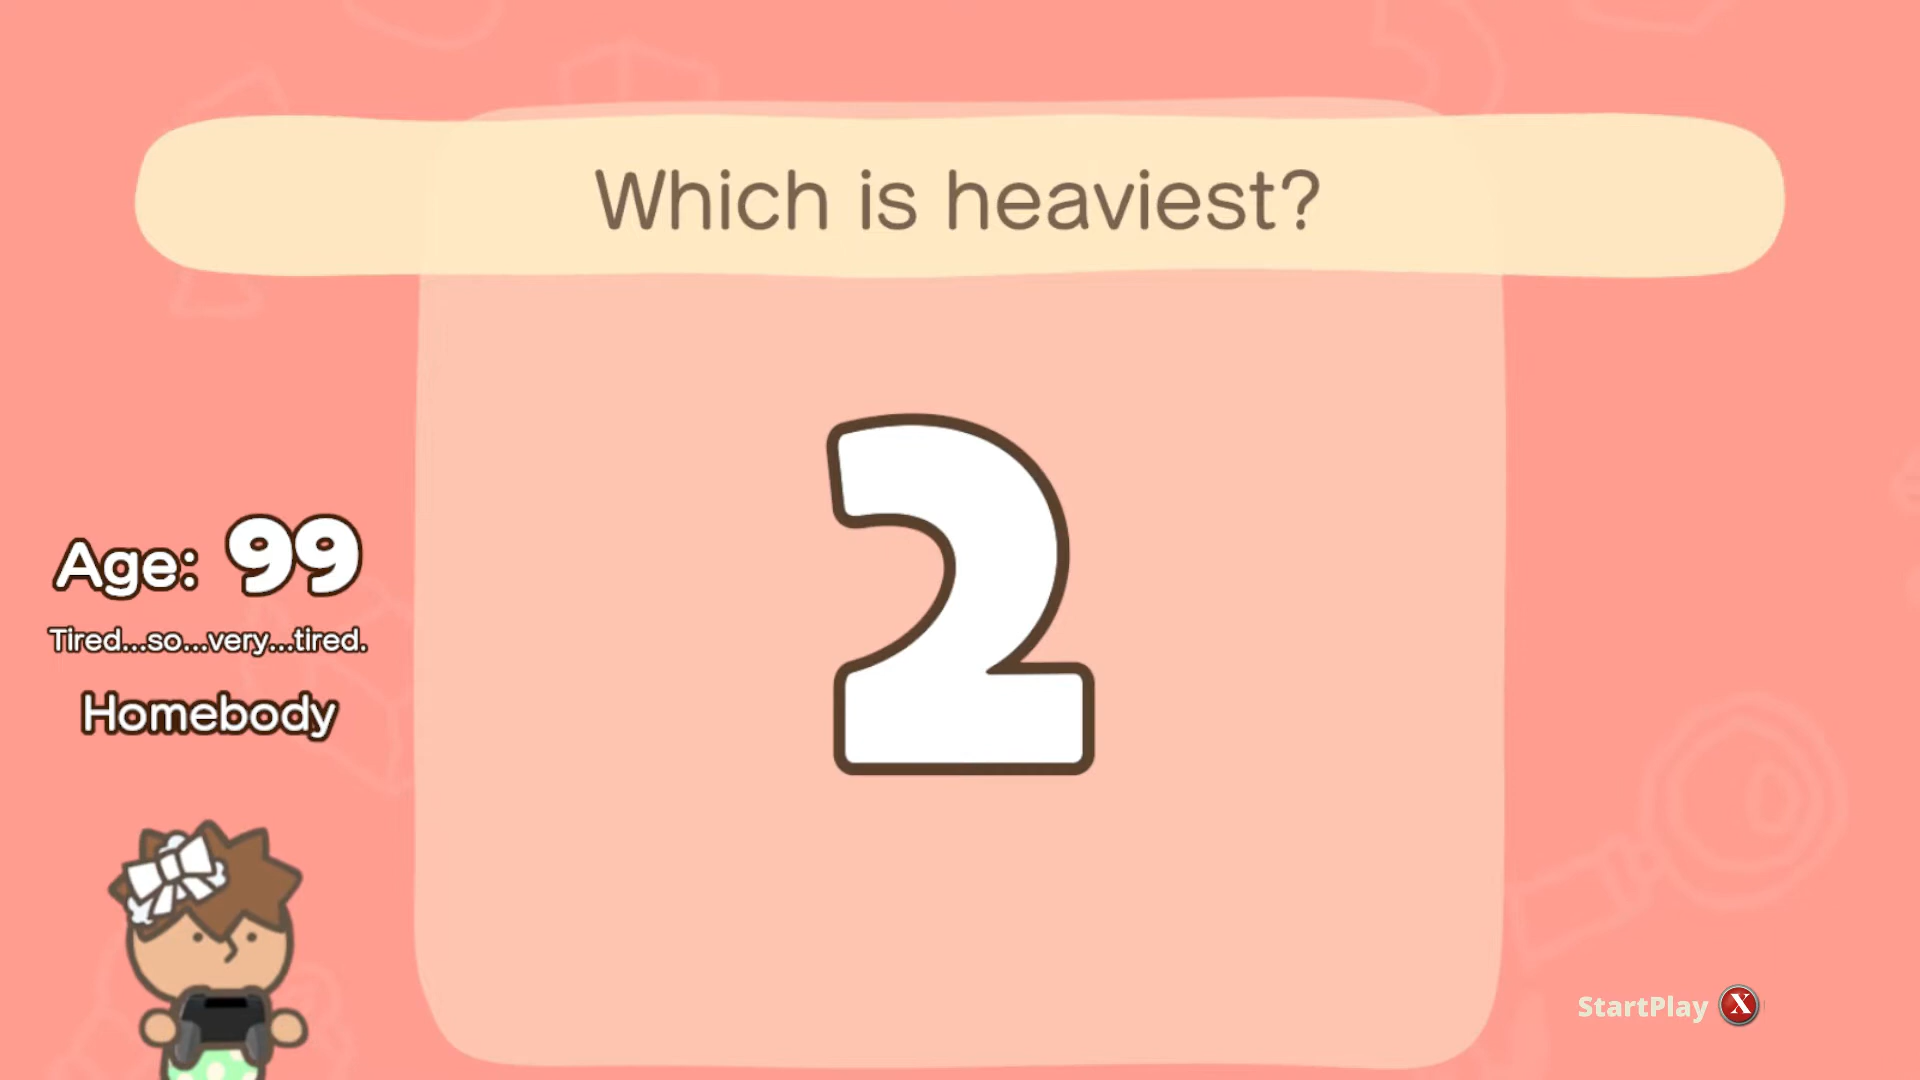 Which is heaviest?
2
Age: 99
Tired...so...very...tired.
Homebody
StartPlay X